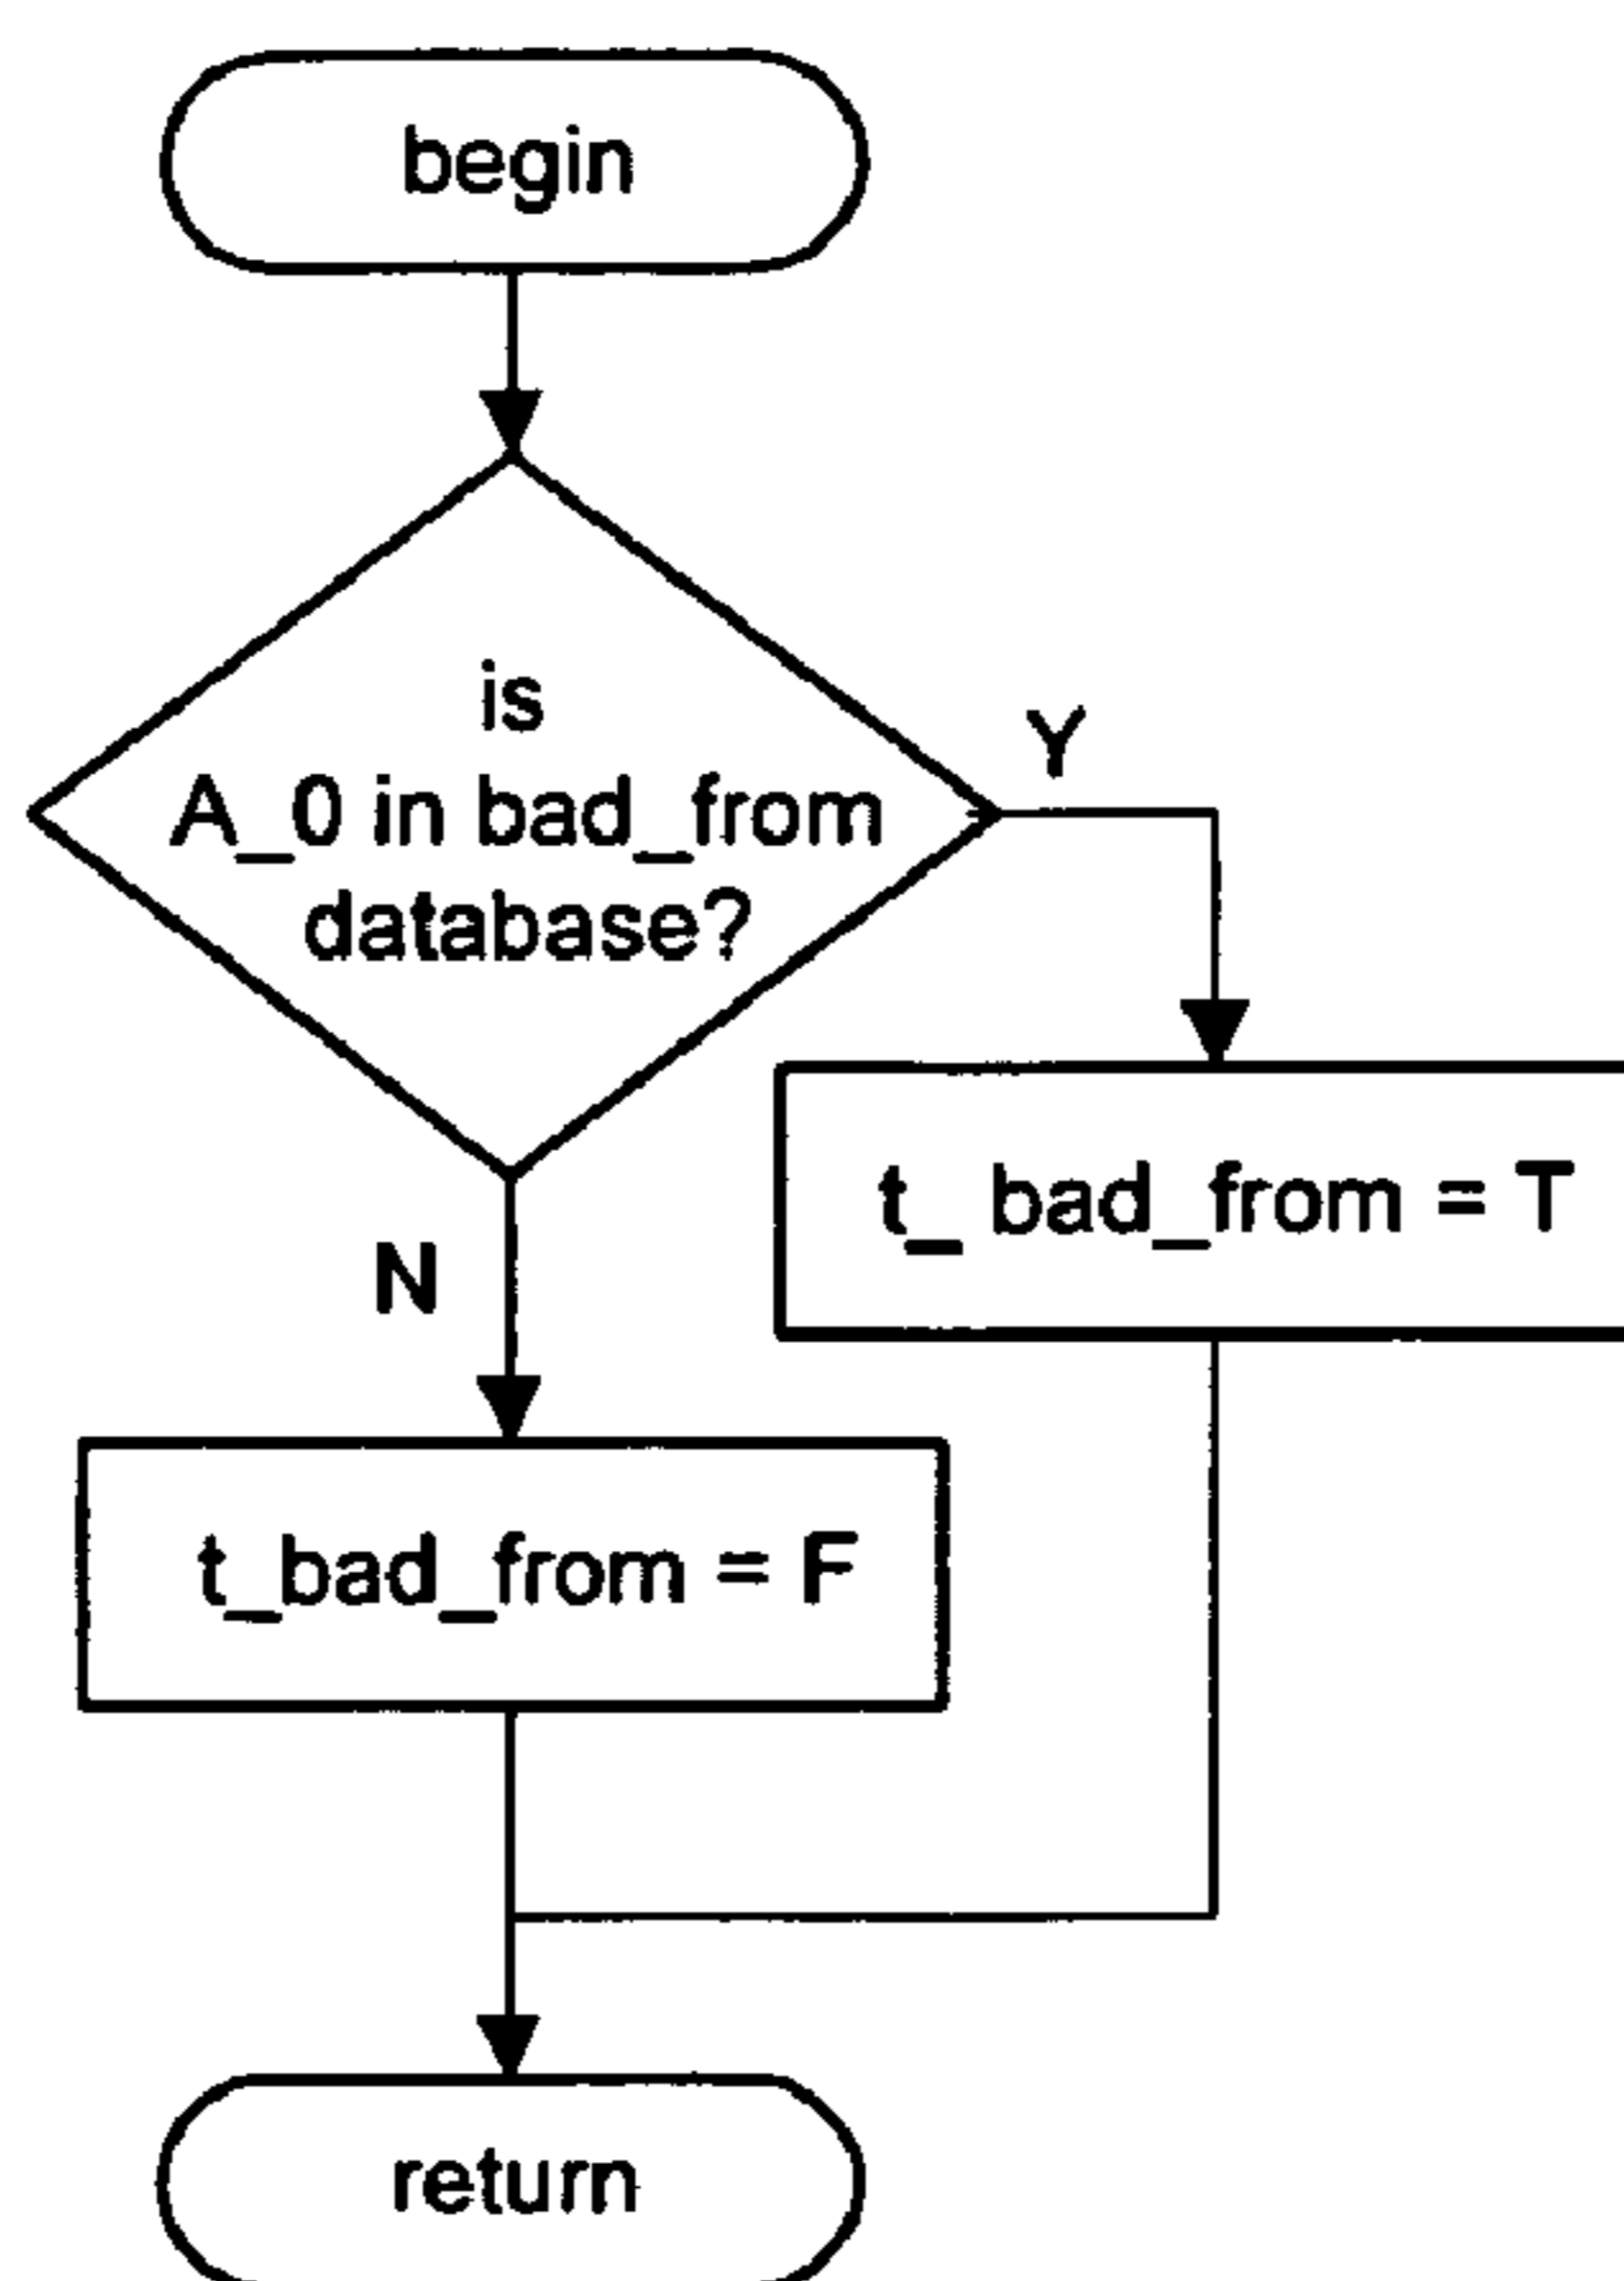 begin
is
A_0 in bad_from
database?
Y
t_ bad_from = T
N
t_bad_from = F
return